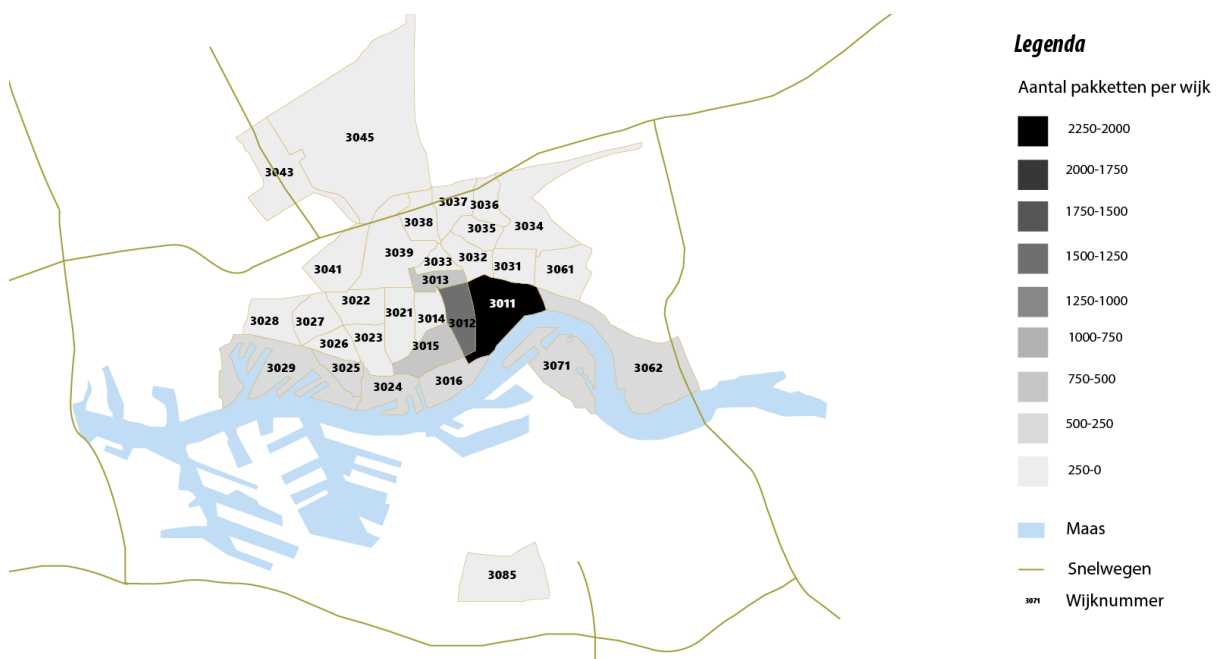 Legenda
Aantal pakketten per wijk
2250-2000
2000-1750
1750-1500
1500-1250
1250-1000
1000-750
750-500
500-250
250-0
Maas
Snelwegen
3071 Wijknummer
3045
3043
3037 3036
3038 3035 3034
3039 3033 3032 3031 3061
3041 3013
3022 3021 3014 3012 3011
3028 3027
3026 3023 3015
3029 3025 3024 3016 3071 3062
3085